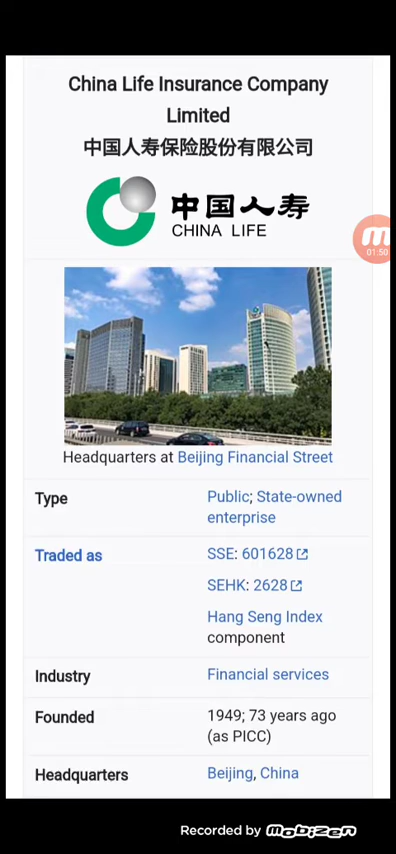 China Life Insurance Company
Limited
中国人寿保险股份有限公司
中国人寿
CHINA LIFE
01:50
Headquarters at Beijing Financial Street
Type
Public; State-owned
enterprise
Traded as
SSE: 601628
SEHK: 2628
Hang Seng Index
component
Industry
Financial services
Founded
1949; 73 years ago
(as PICC)
Headquarters
Beijing, China
Recorded by mobizen